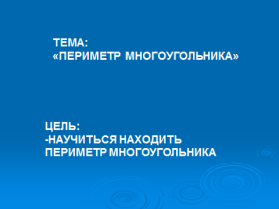 ТЕМА:
«ПЕРИМЕТР МНОГОУГОЛЬНИКА»
ЦЕЛЬ:
-НАУЧИТЬСЯ НАХОДИТЬ
ПЕРИМЕТР МНОГОУГОЛЬНИКА